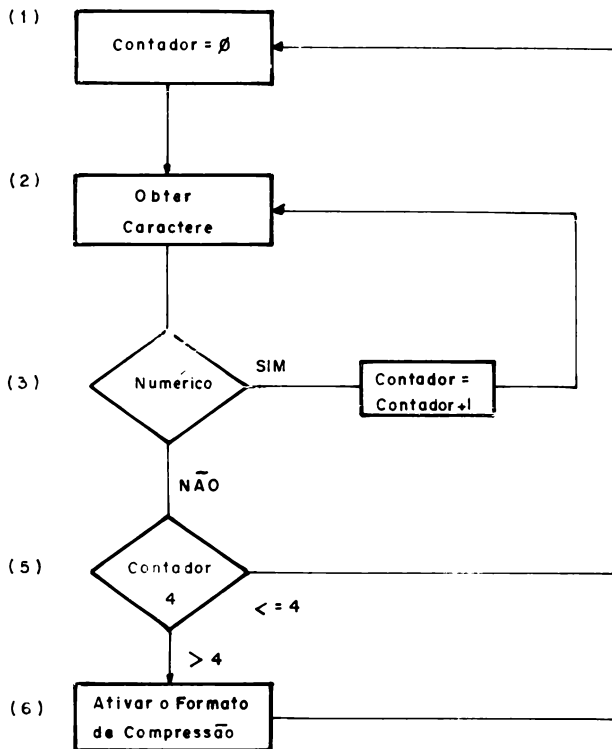 (1)
Contador = Ø
(2)
Obter
Caractere
(3)
Numérico
SIM
Contador =
Contador+1
NÃO
(5)
Contador
4
< = 4
> 4
(6)
Ativar o Formato
de Compressão